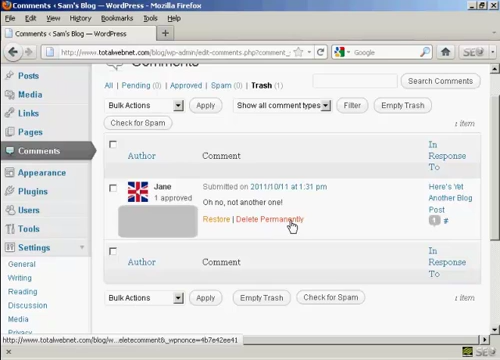 Comments ‹ Sam's Blog — WordPress - Mozilla Firefox
File Edit View History Bookmarks Tools Help
Comments ‹ Sam's Blog — WordPress
http://www.totalwebnet.com/blog/wp-admin/edit-comments.php?comment_
Google
Comments
All | Pending (0) | Approved | Spam (0) | Trash (1)
Search Comments
Bulk Actions Apply Show all comment types Filter Empty Trash
Check for Spam
1 item
Author Comment In Response To
Jane
1 approved
Submitted on 2011/10/11 at 1:31 pm
Oh no, not another one!
Restore | Delete Permanently
Here's Yet Another Blog Post
1 #
Author Comment In Response To
Bulk Actions Apply Empty Trash Check for Spam
1 item
Posts
Media
Links
Pages
Comments
Appearance
Plugins
Users
Tools
Settings
General
Writing
Reading
Discussion
Media
http://www.totalwebnet.com/blog/w...eletecomment&_wpnonce=4b7e42ee41